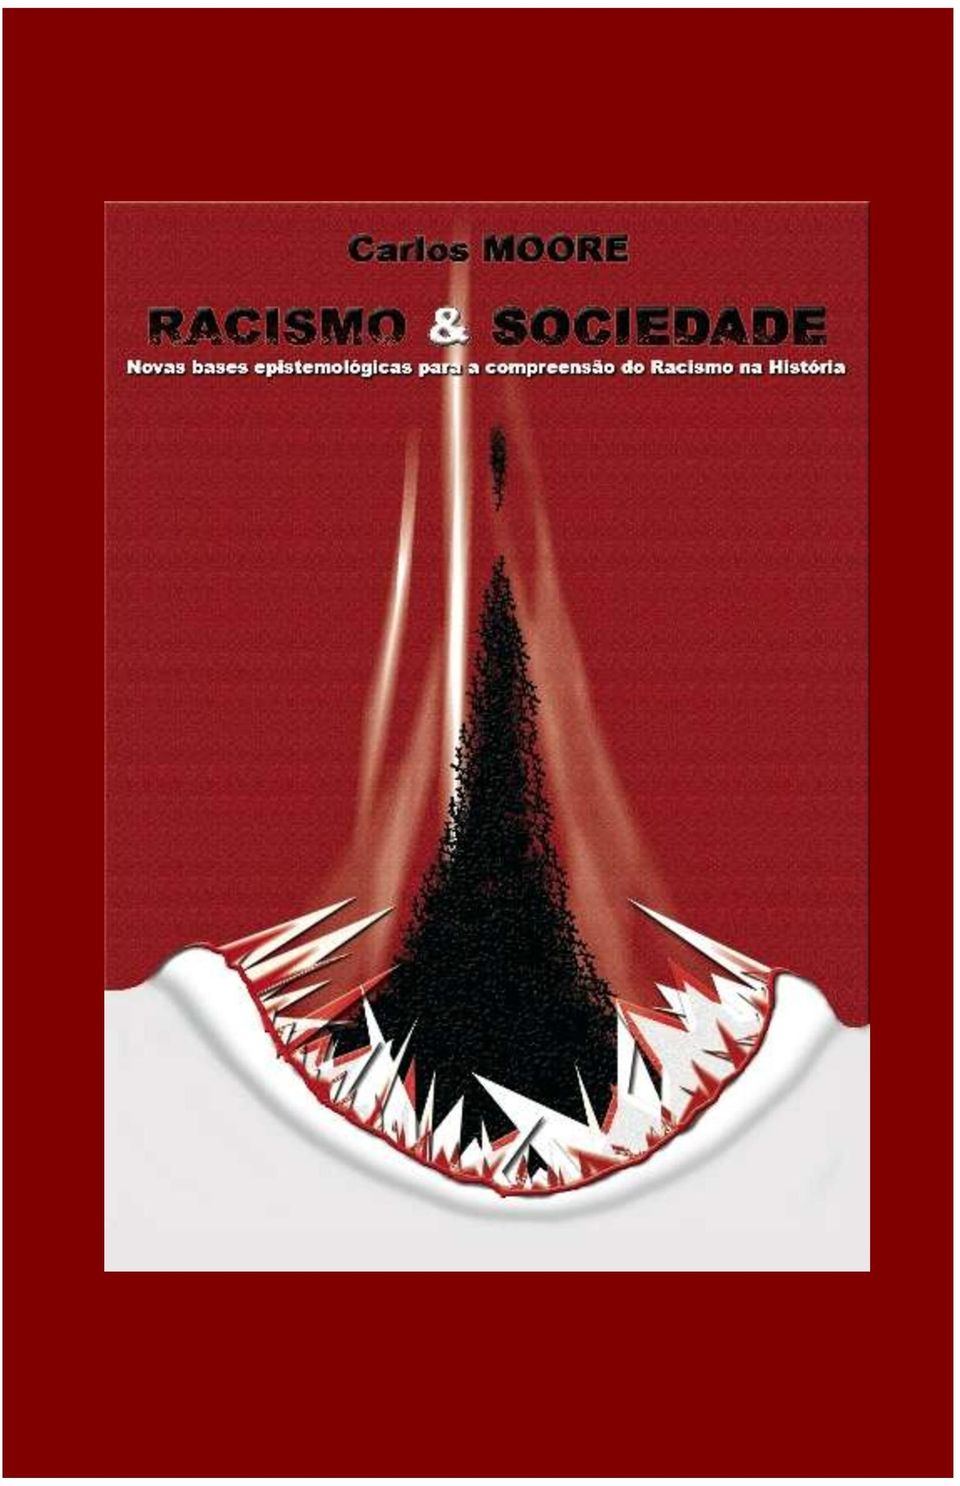 Carlos MOORE
RACISMO & SOCIEDADE
Novas bases epistemológicas para a compreensão do Racismo na História